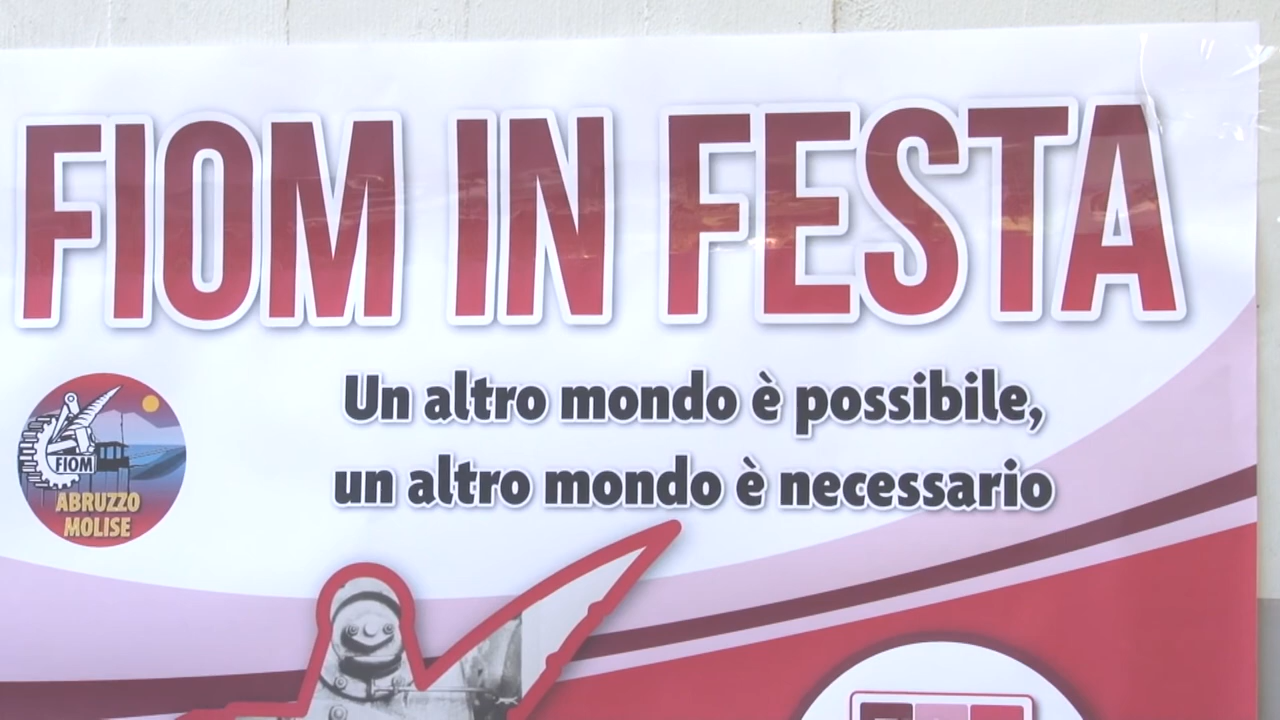 FIOM IN FESTA
Un altro mondo è possibile,
un altro mondo è necessario
FIOM
ABRUZZO
MOLISE